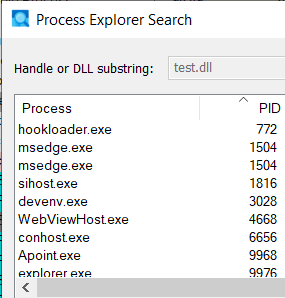 Process Explorer Search
Handle or DLL substring: test.dll
Process PID
hookloader.exe 772
msedge.exe 1504
msedge.exe 1504
sihost.exe 1816
devenv.exe 3028
WebViewHost.exe 4668
conhost.exe 6656
Apoint.exe 9968
explorer.exe 9976